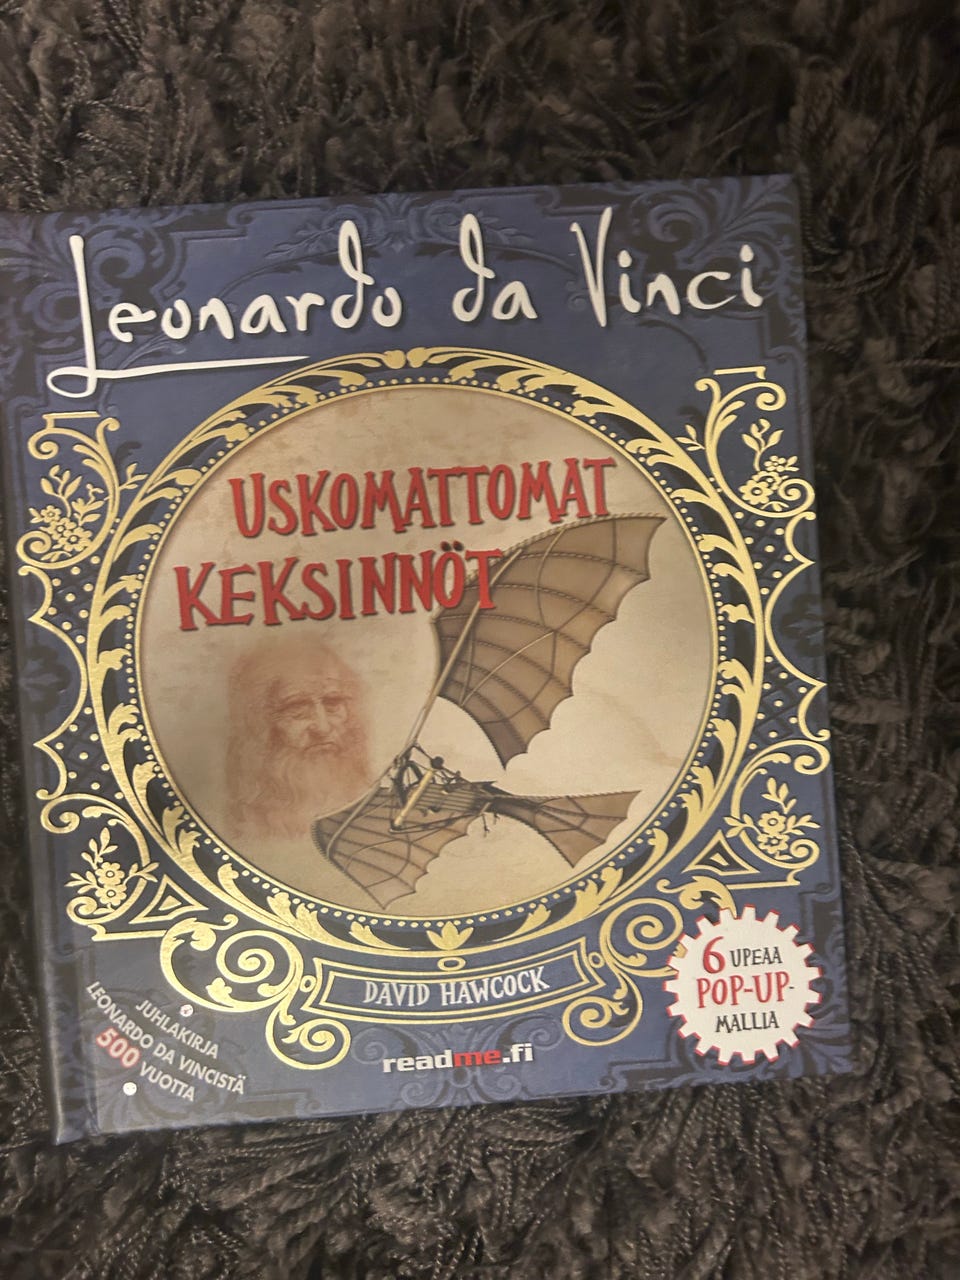 Leonardo da Vinci
USKOMATTOMAT
KEKSINNÖT
DAVID HAWCOCK
readme.fi
JUHLAKIRJA
LEONARDO DA VINCISTÄ
500 VUOTTA
6 UPEAA
POP-UP-
MALLIA